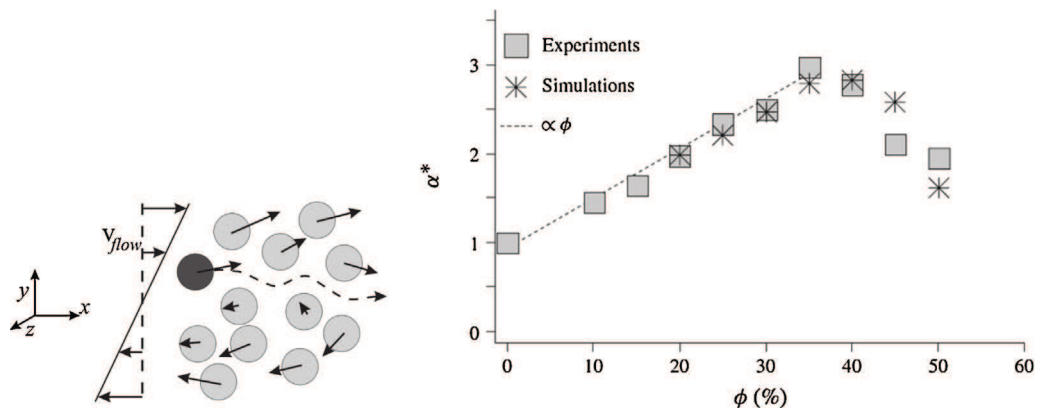 V_flow
y
x
z
Experiments
Simulations
∝ ϕ
α*
3
2
1
0
0 10 20 30 40 50 60
ϕ (%)